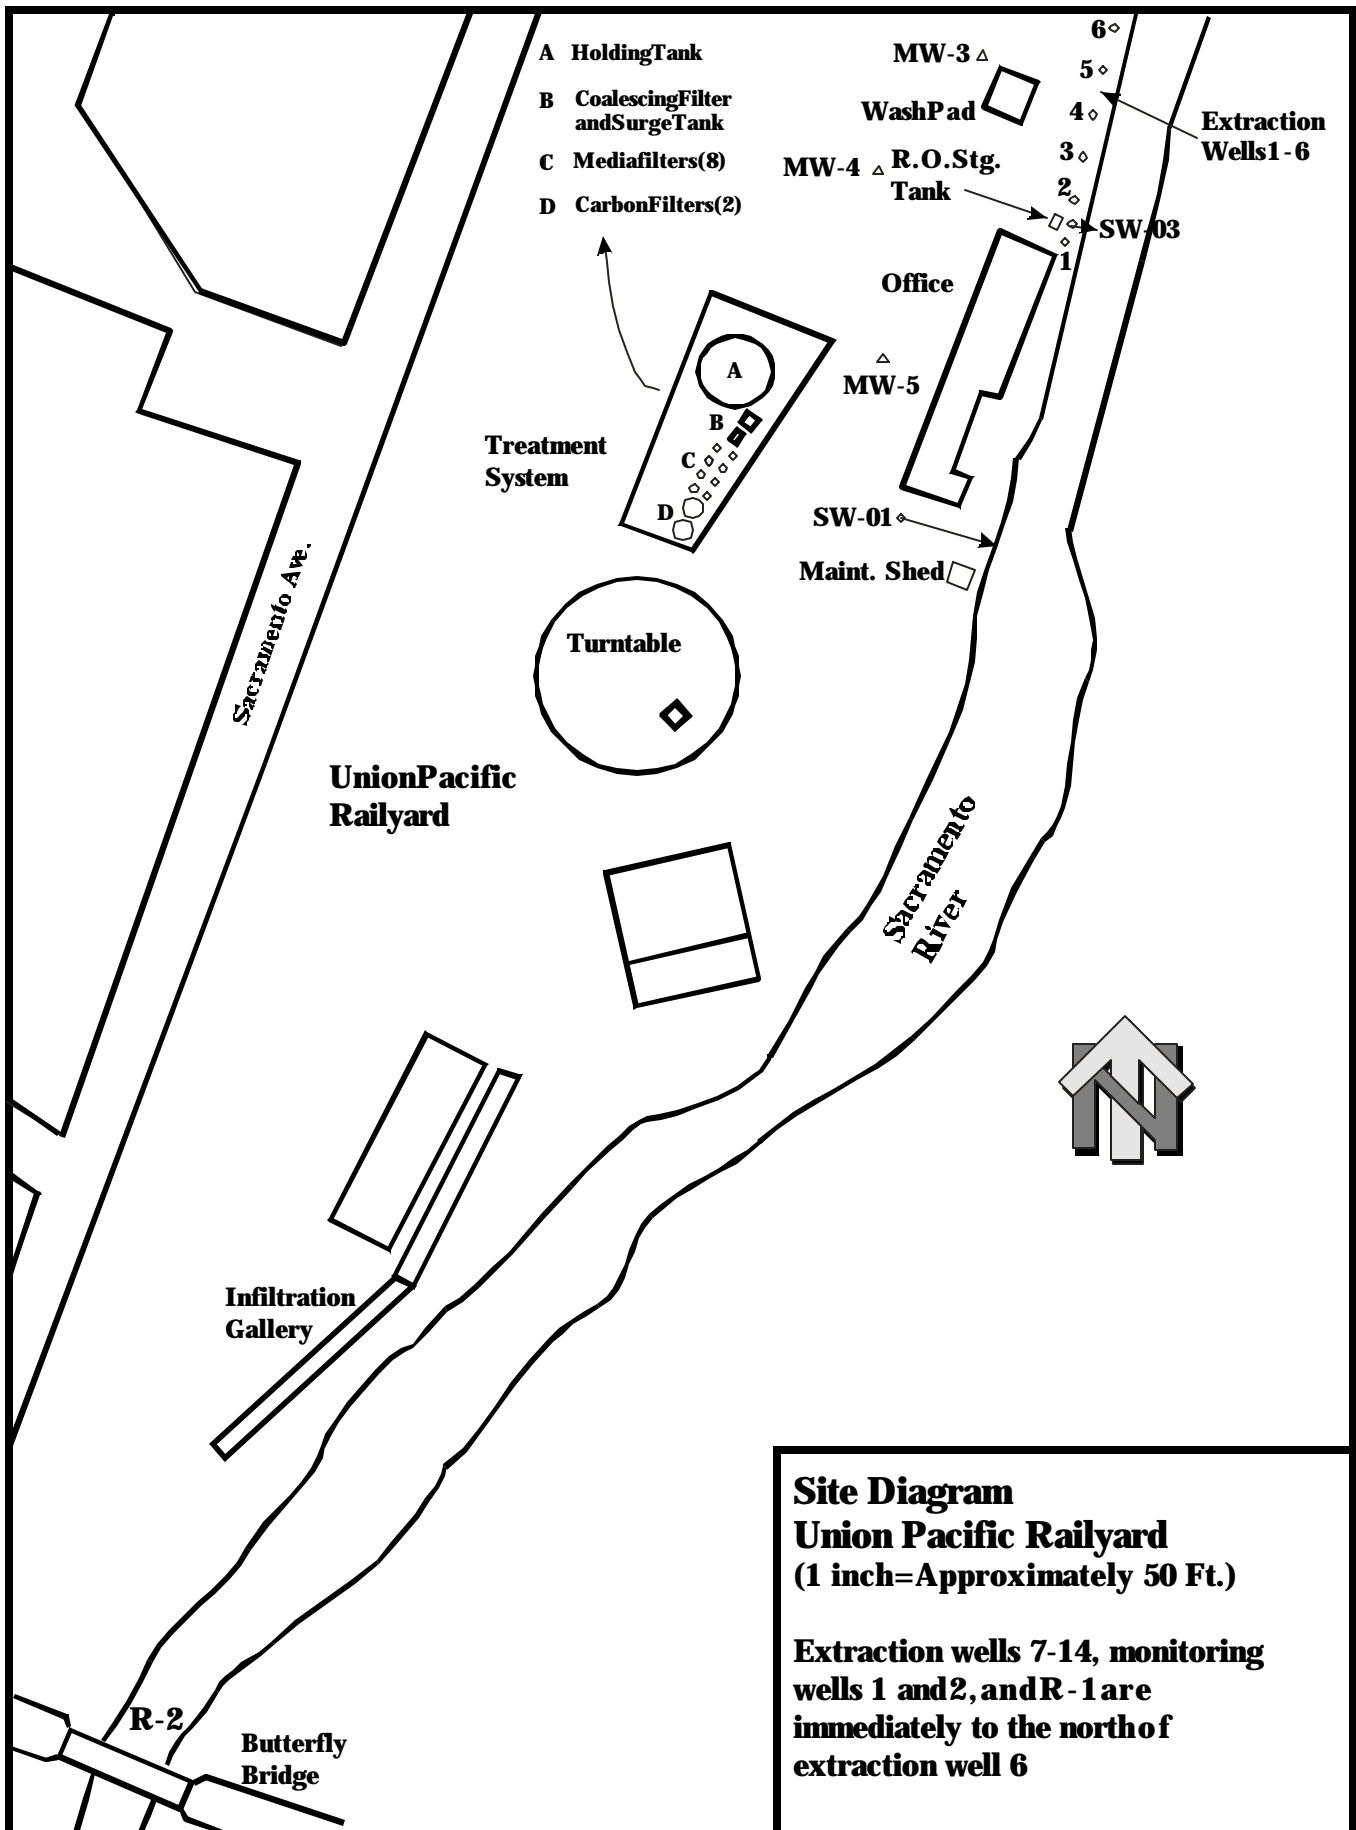 A HoldingTank
B CoalescingFilter
andSurgeTank
C Mediafilters(8)
D CarbonFilters(2)
MW-3
WashPad
MW-4
R.O.Stg.
Tank
6
5
4
3
2
1
Extraction
Wells1-6
SW-03
Office
MW-5
A
B
C
D
Treatment
System
SW-01
Maint. Shed
Sacramento Ave.
Turntable
UnionPacific
Railyard
Sacramento
River
N
Infiltration
Gallery
R-2
Butterfly
Bridge
Site Diagram
Union Pacific Railyard
(1 inch=Approximately 50 Ft.)
Extraction wells 7-14, monitoring
wells 1 and2,andR-1are
immediately to the northof
extraction well 6